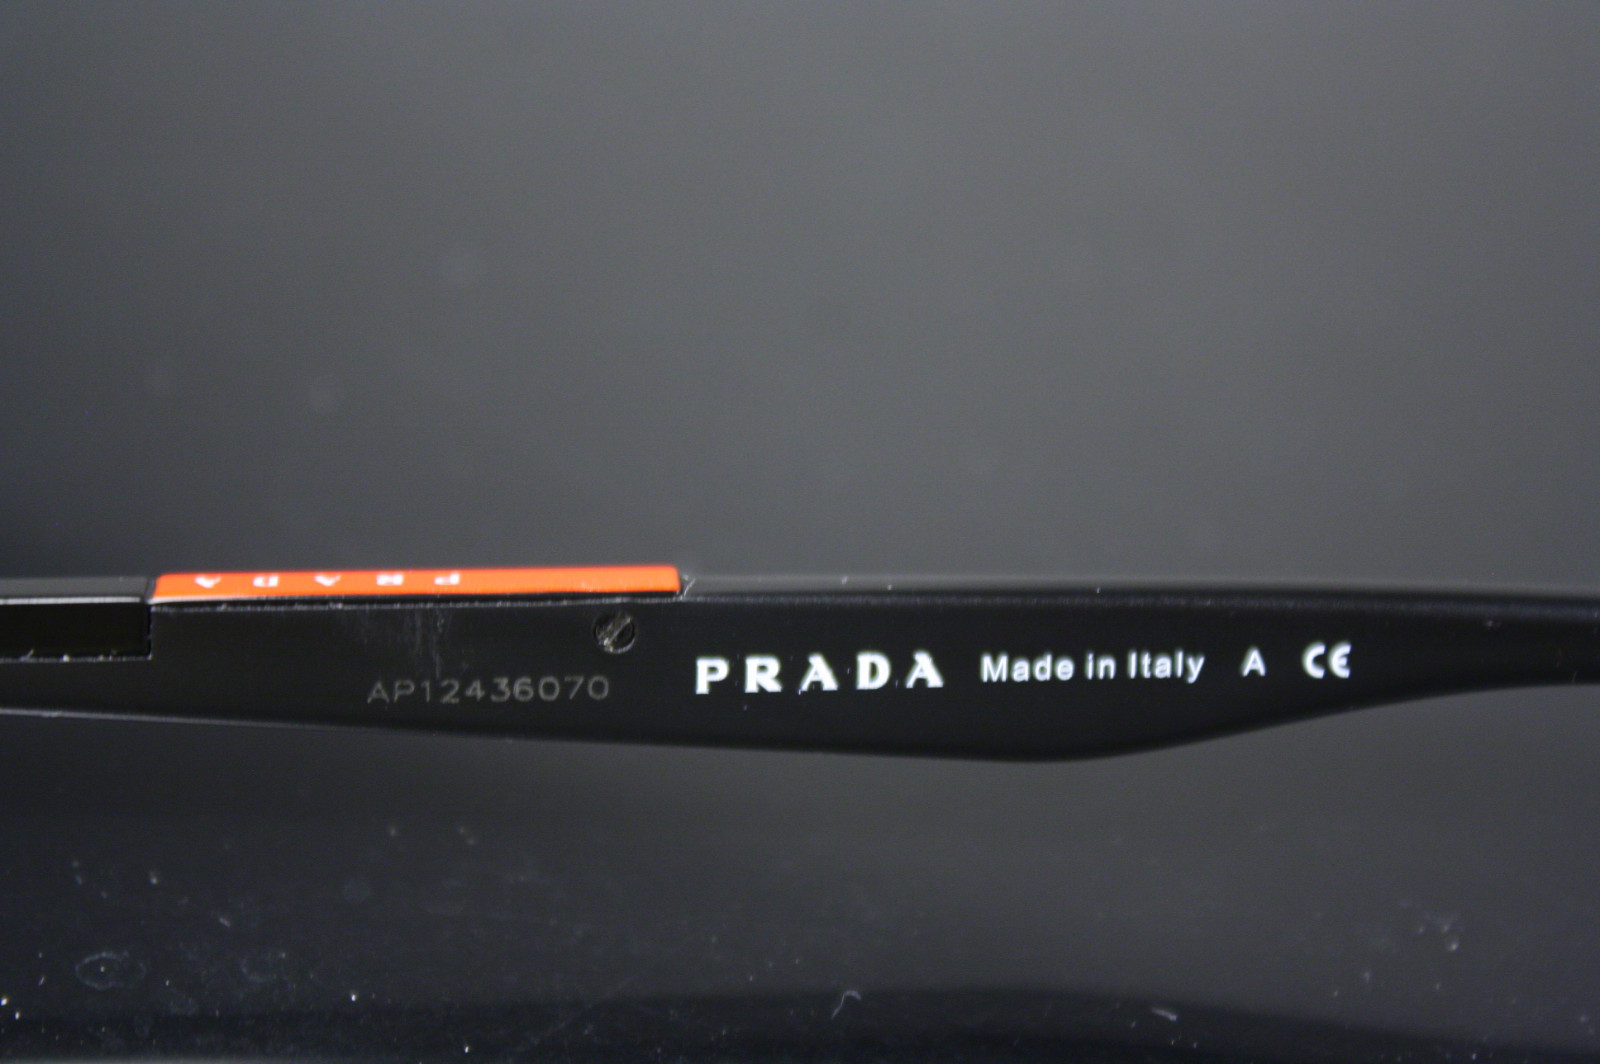 PRADA
AP12436070 PRADA Made in Italy A CE